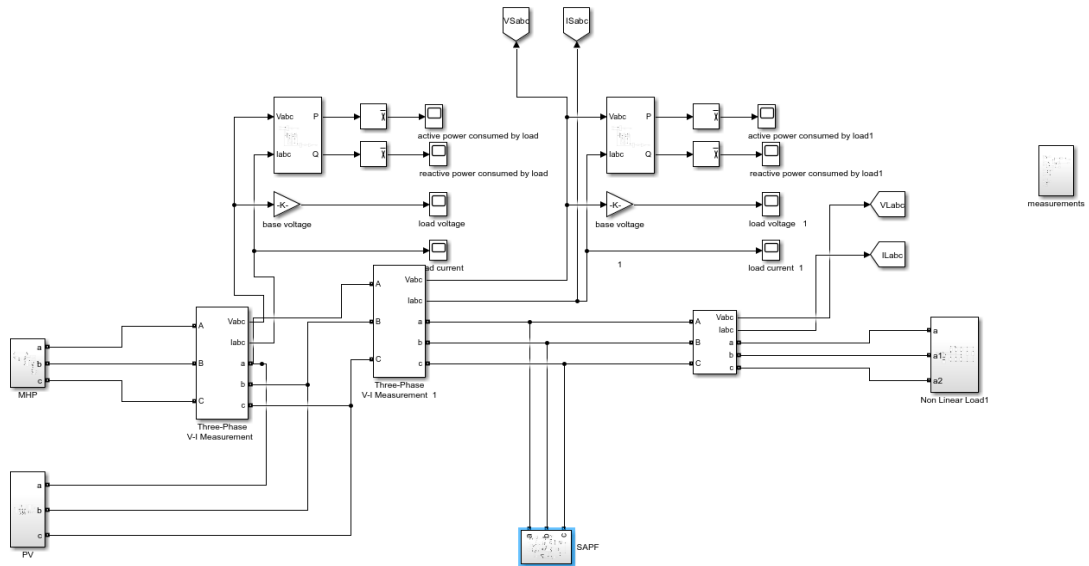 VSabc
ISabc
Vabc
P
Iabc
Q
active power consumed by load
reactive power consumed by load
-K-
base voltage
load voltage
ad current
Vabc
P
Iabc
Q
active power consumed by load1
reactive power consumed by load1
-K-
base voltage
load voltage 1
1
load current 1
measurements
VLabc
ILabc
MHP
a
b
c
A
B
C
Vabc
Iabc
a
b
c
Three-Phase
V-I Measurement
A
B
C
Vabc
Iabc
a
b
c
Three-Phase
V-I Measurement 1
A
B
C
Vabc
Iabc
a
b
c
a
a1
a2
Non Linear Load1
a
b
c
PV
a
b
c
SAPF